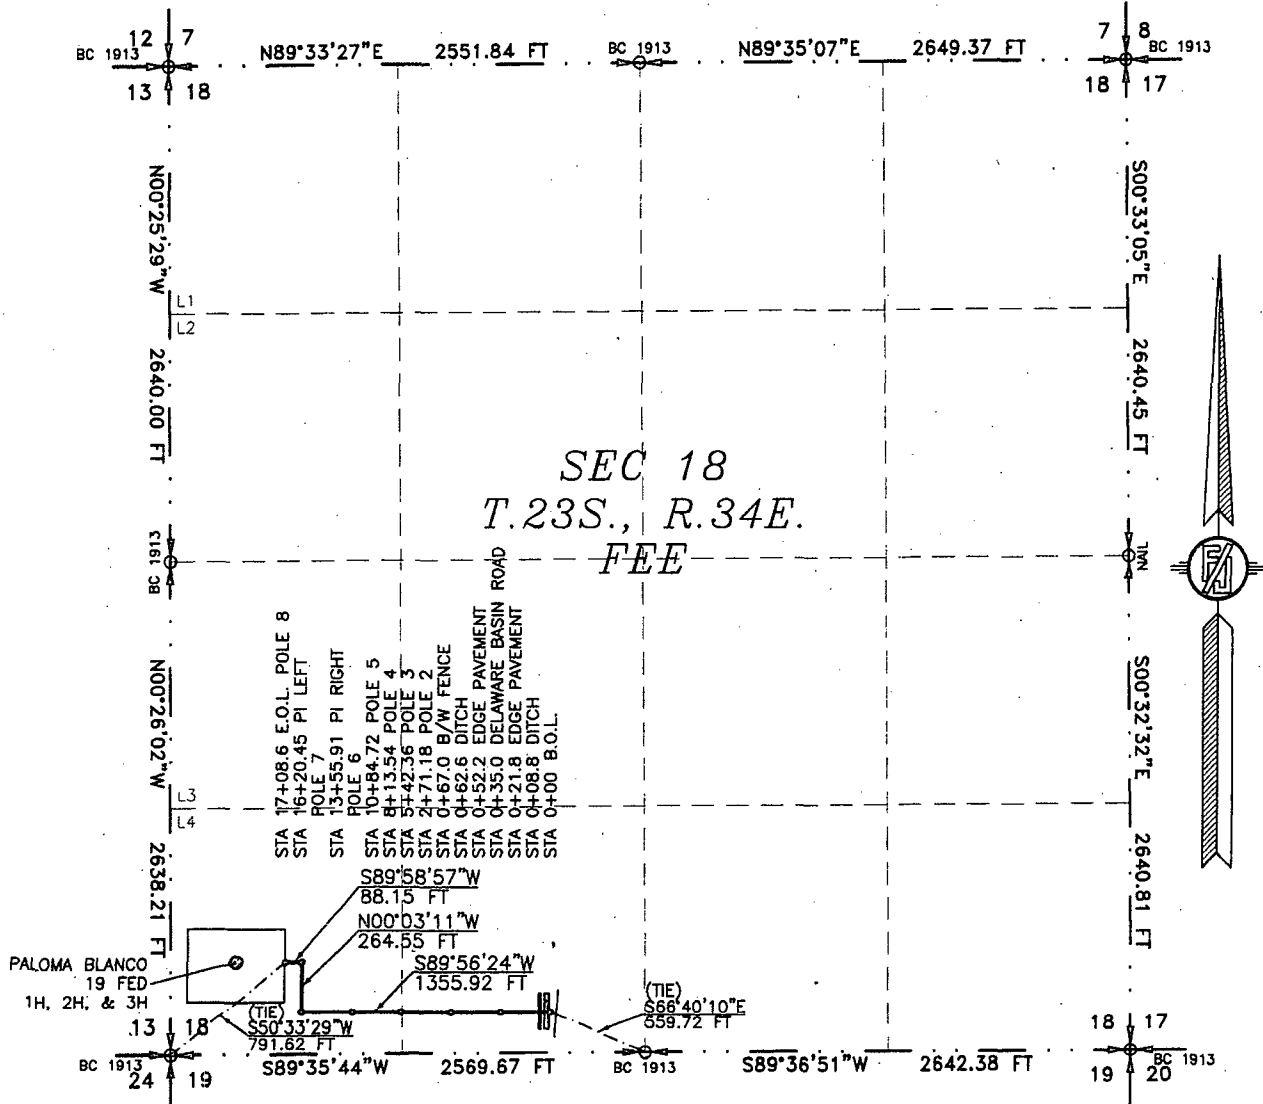 12 7
BC 1913
13 18
N89°33'27"E 2551.84 FT
BC 1913
N89°35'07"E 2649.37 FT
7 8
BC 1913
18 17
N00°25'29"W 2640.00 FT
S00°33'05"E 2640.45 FT
L1
L2
SEC 18
T.23S., R.34E.
FEE
BC 1913
NAIL
N00°26'02"W 2638.21 FT
S00°32'32"E 2640.81 FT
L3
L4
STA 17+08.6 E.O.L. POLE 8
STA 16+20.45 PI LEFT
POLE 7
STA 13+55.91 PI RIGHT
POLE 6
STA 10+84.72 POLE 5
STA 8+13.54 POLE 4
STA 5+42.36 POLE 3
STA 2+71.18 POLE 2
STA 0+67.0 B/W FENCE
STA 0+62.6 DITCH
STA 0+52.2 EDGE PAVEMENT
STA 0+35.0 DELAWARE BASIN ROAD
STA 0+21.8 EDGE PAVEMENT
STA 0+08.8 DITCH
STA 0+00 B.O.L.
S89°58'57"W
88.15 FT
N00°03'11"W
264.55 FT
S89°56'24"W
1355.92 FT
PALOMA BLANCO
19 FED
1H, 2H, & 3H
(TIE)
S50°33'29"W
791.62 FT
(TIE)
S66°40'10"E
559.72 FT
13 18
BC 1913
24 19
S89°35'44"W 2569.67 FT
BC 1913
S89°36'51"W 2642.38 FT
18 17
BC 1913
19 20